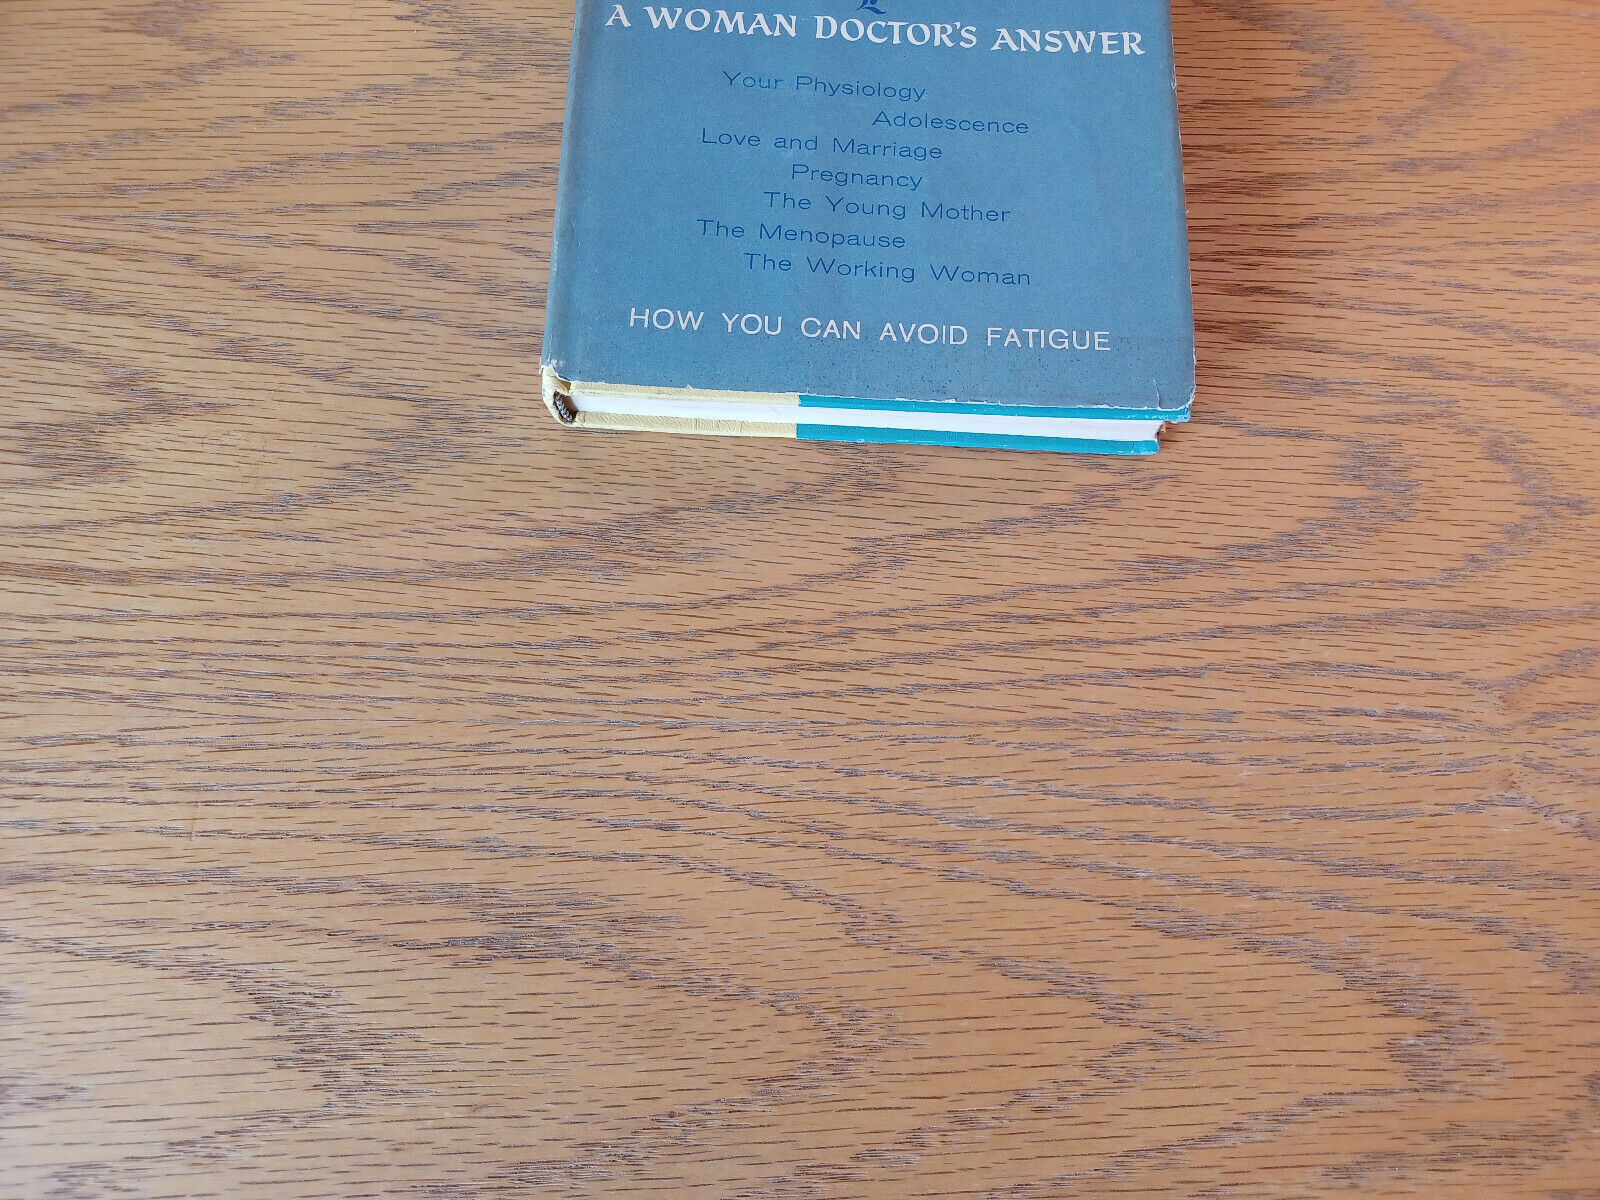 A WOMAN DOCTOR'S ANSWER
Your Physiology
Adolescence
Love and Marriage
Pregnancy
The Young Mother
The Menopause
The Working Woman
HOW YOU CAN AVOID FATIGUE